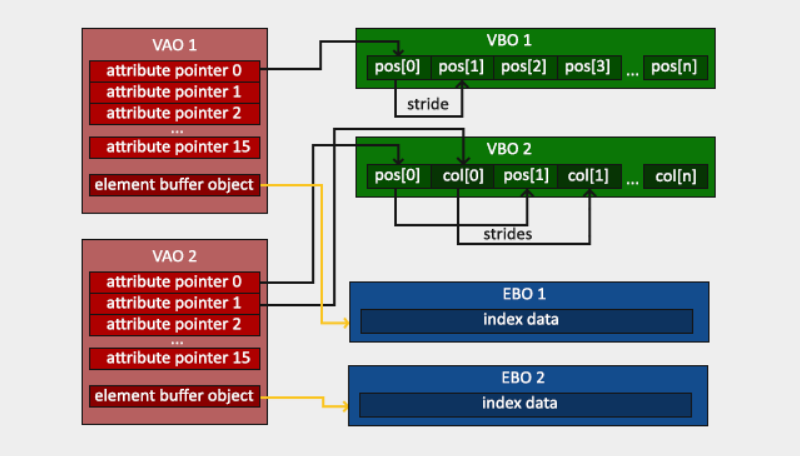 VAO 1
attribute pointer 0
attribute pointer 1
attribute pointer 2
...
attribute pointer 15
element buffer object
VBO 1
pos[0] pos[1] pos[2] pos[3] ... pos[n]
stride
VBO 2
pos[0] col[0] pos[1] col[1] ... col[n]
strides
VAO 2
attribute pointer 0
attribute pointer 1
attribute pointer 2
...
attribute pointer 15
element buffer object
EBO 1
index data
EBO 2
index data